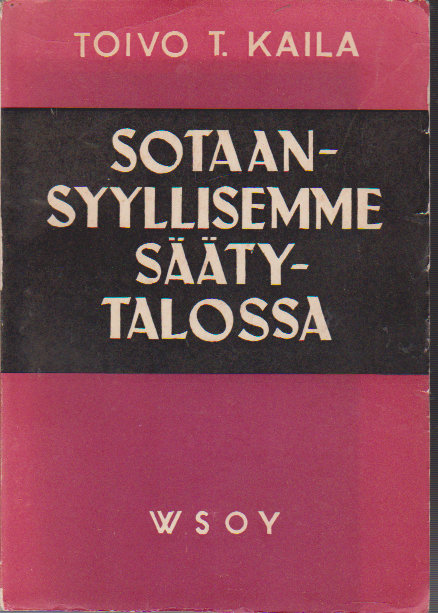 TOIVO T. KAILA
SOTAAN-
SYYLLISEMME
SÄÄTY-
TALOSSA
WSOY